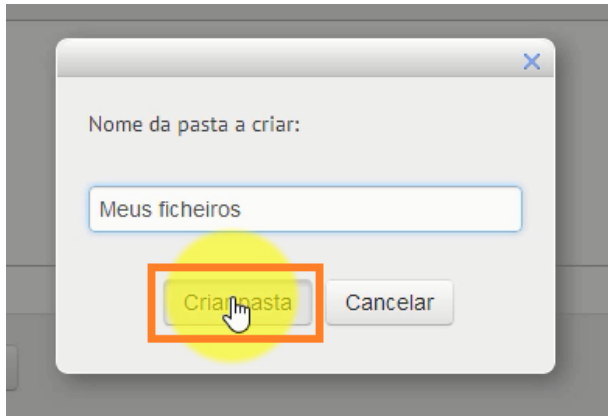 Nome da pasta a criar:
Meus ficheiros
Criar pasta
Cancelar